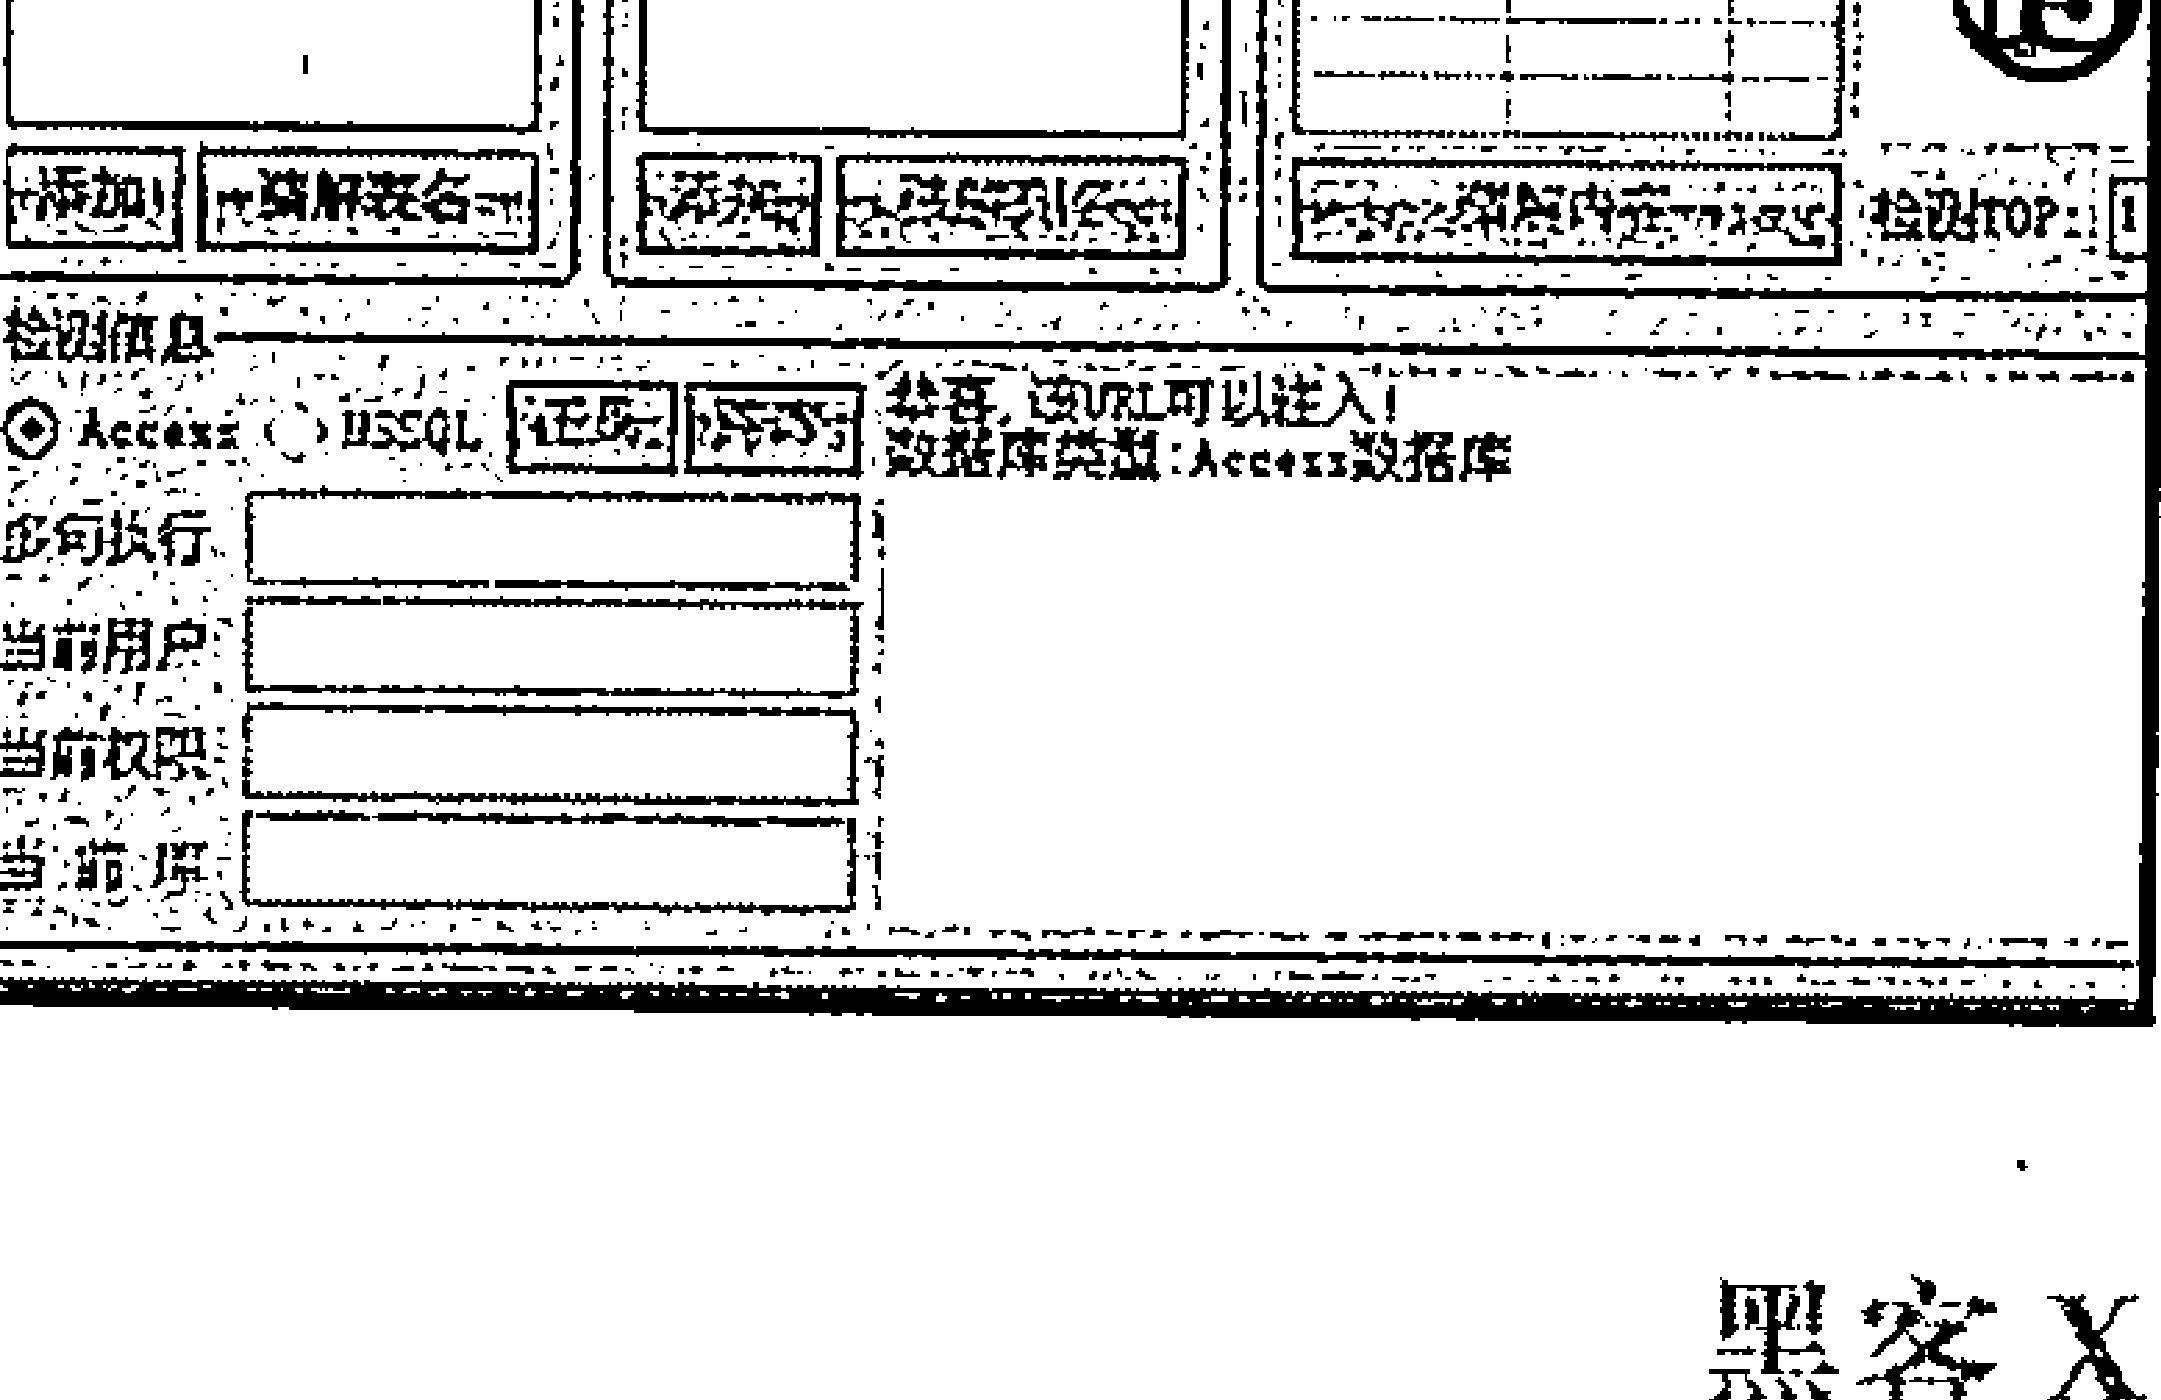 添加 猜解表名 检测TOP: 1
检测信息
Access MSSQL 恭喜,该URL可以注入!
数据库类型:Access数据库
多句执行
当前用户
当前权限
当 前 库
黑客X